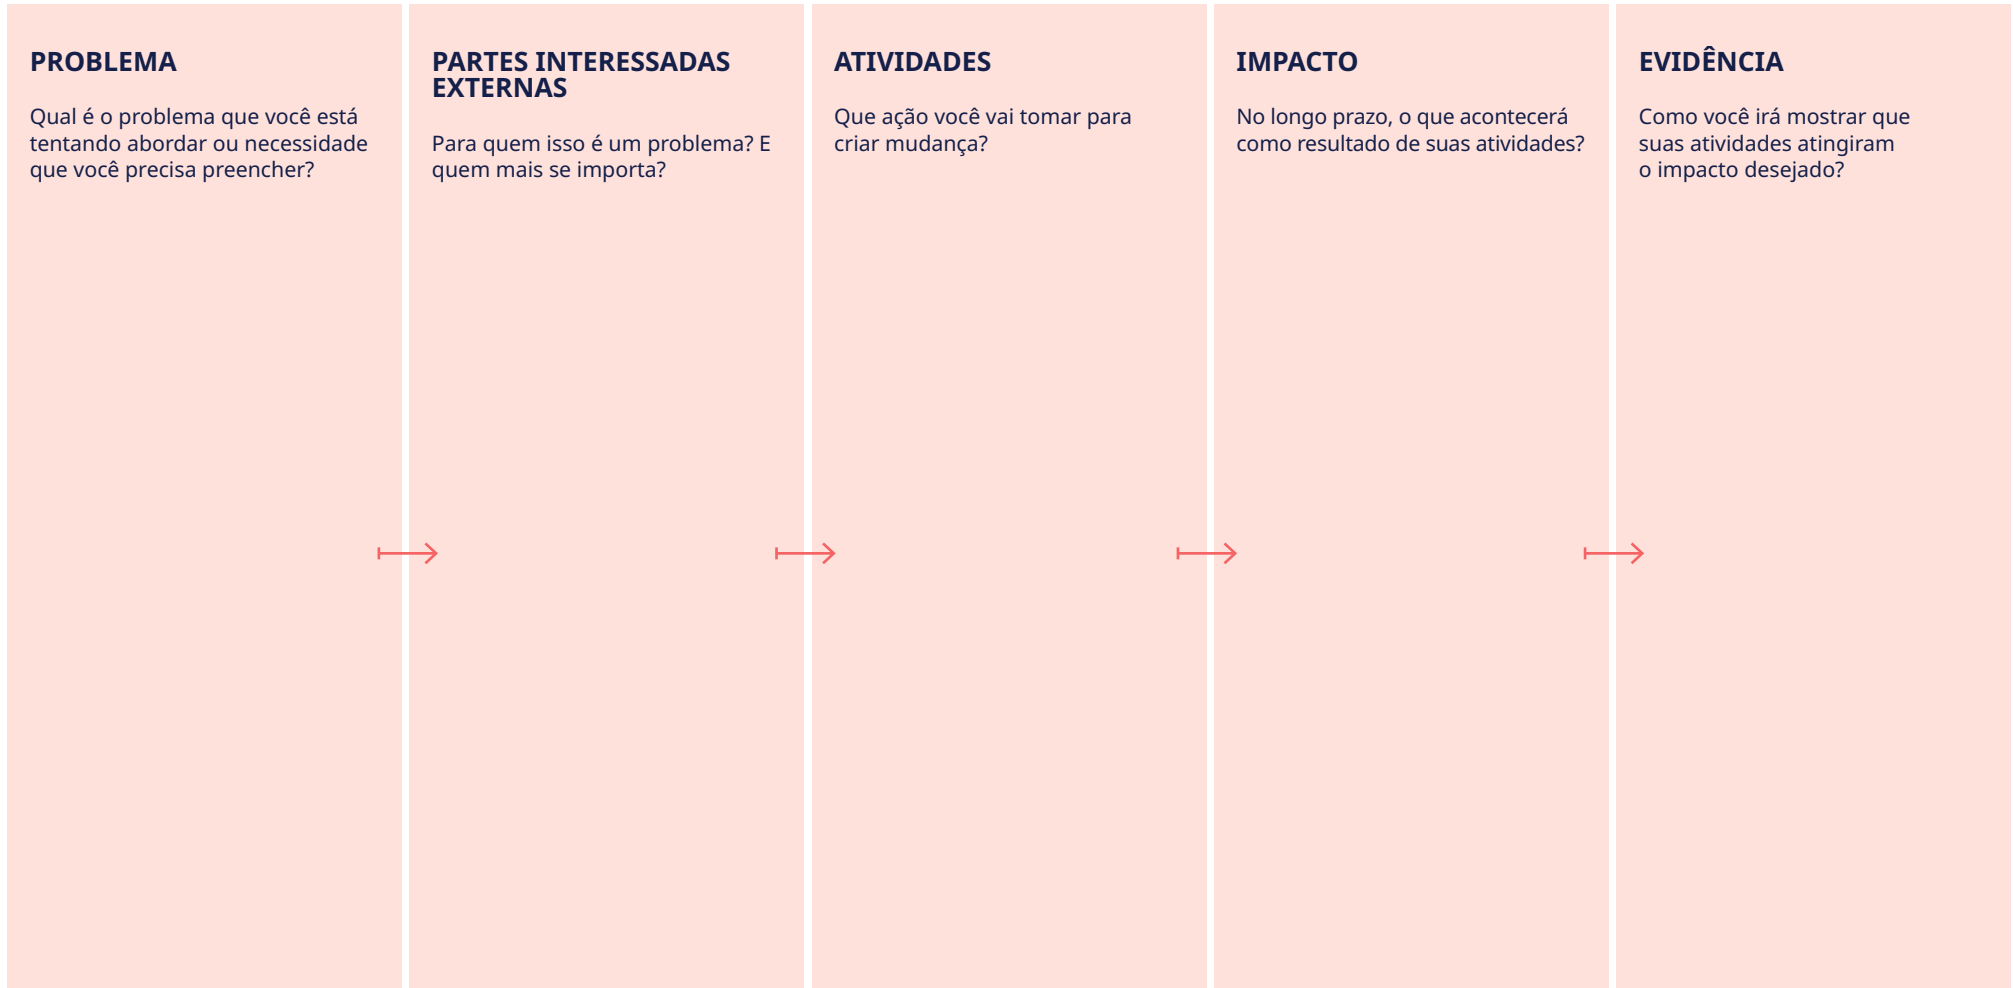 PROBLEMA
Qual é o problema que você está
tentando abordar ou necessidade
que você precisa preencher?
PARTES INTERESSADAS
EXTERNAS
Para quem isso é um problema? E
quem mais se importa?
ATIVIDADES
Que ação você vai tomar para
criar mudança?
IMPACTO
No longo prazo, o que acontecerá
como resultado de suas atividades?
EVIDÊNCIA
Como você irá mostrar que
suas atividades atingiram
o impacto desejado?